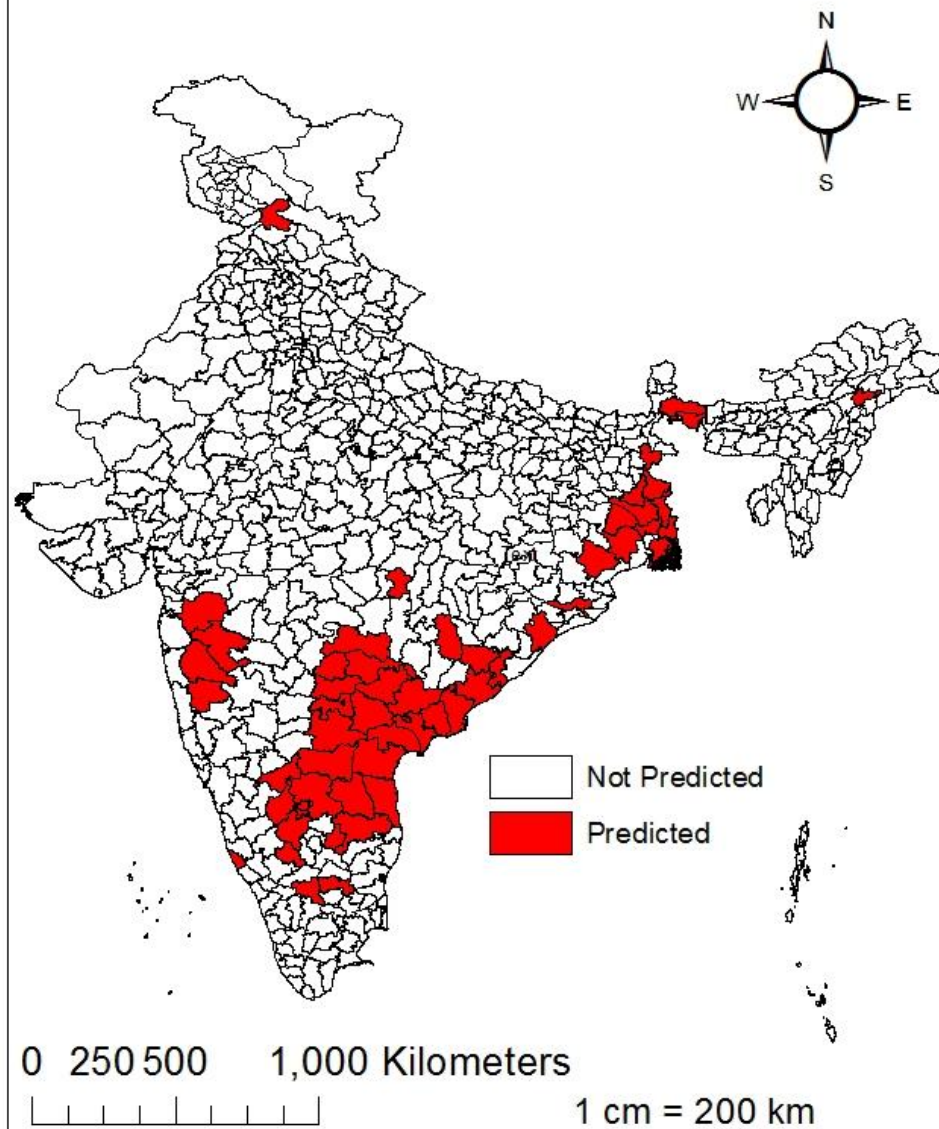 N
W E
S
Not Predicted
Predicted
0 250 500 1,000 Kilometers
1 cm = 200 km